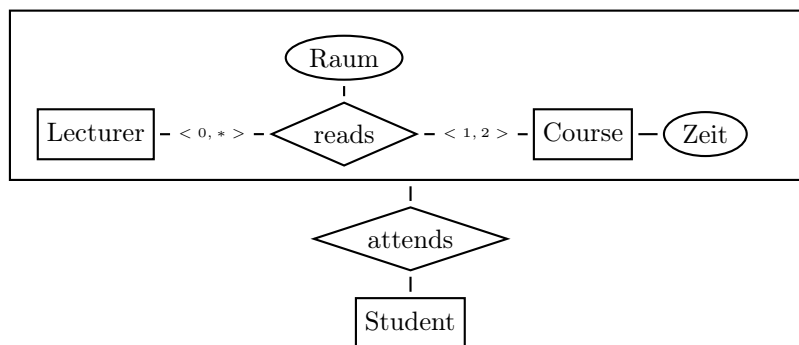 Raum
Lecturer < 0, * > reads < 1, 2 > Course Zeit
attends
Student